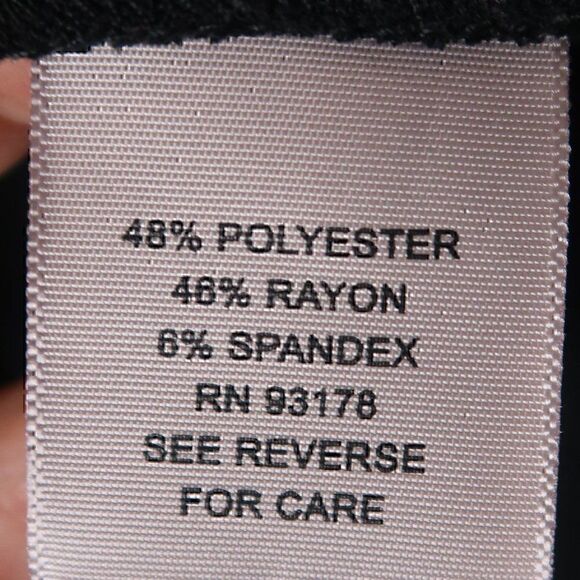 48% POLYESTER
46% RAYON
6% SPANDEX
RN 93178
SEE REVERSE
FOR CARE